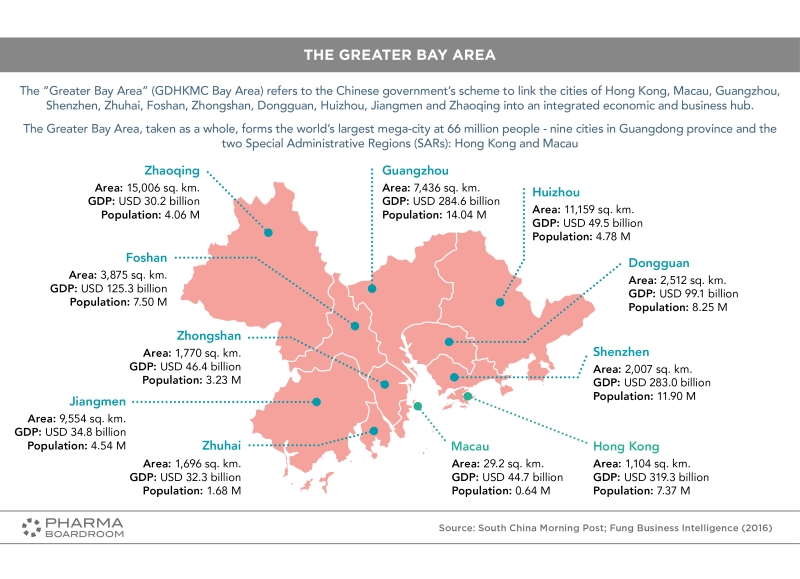 THE GREATER BAY AREA
The “Greater Bay Area” (GDHKMC Bay Area) refers to the Chinese government’s scheme to link the cities of Hong Kong, Macau, Guangzhou,
Shenzhen, Zhuhai, Foshan, Zhongshan, Dongguan, Huizhou, Jiangmen and Zhaoqing into an integrated economic and business hub.
The Greater Bay Area, taken as a whole, forms the world’s largest mega-city at 66 million people - nine cities in Guangdong province and the
two Special Administrative Regions (SARs): Hong Kong and Macau
Zhaoqing
Area: 15,006 sq. km.
GDP: USD 30.2 billion
Population: 4.06 M
Guangzhou
Area: 7,436 sq. km.
GDP: USD 284.6 billion
Population: 14.04 M
Huizhou
Area: 11,159 sq. km.
GDP: USD 49.5 billion
Population: 4.78 M
Foshan
Area: 3,875 sq. km.
GDP: USD 125.3 billion
Population: 7.50 M
Dongguan
Area: 2,512 sq. km.
GDP: USD 99.1 billion
Population: 8.25 M
Zhongshan
Area: 1,770 sq. km.
GDP: USD 46.4 billion
Population: 3.23 M
Shenzhen
Area: 2,007 sq. km.
GDP: USD 283.0 billion
Population: 11.90 M
Jiangmen
Area: 9,554 sq. km.
GDP: USD 34.8 billion
Population: 4.54 M
Zhuhai
Area: 1,696 sq. km.
GDP: USD 32.3 billion
Population: 1.68 M
Macau
Area: 29.2 sq. km.
GDP: USD 44.7 billion
Population: 0.64 M
Hong Kong
Area: 1,104 sq. km.
GDP: USD 319.3 billion
Population: 7.37 M
PHARMA
BOARDROOM
Source: South China Morning Post; Fung Business Intelligence (2016)